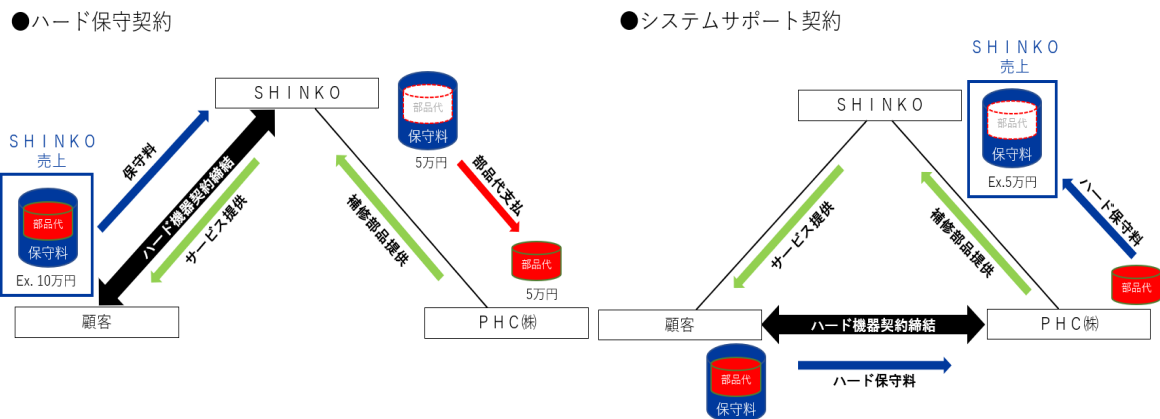 ●ハード保守契約
ＳＨＩＮＫＯ
部品代
保守料
5万円
ＳＨＩＮＫＯ
売上
部品代
保守料
Ex. 10万円
保守料
ハード機器契約締結
サービス提供
補修部品提供
部品代支払
部品代
5万円
顧客
ＰＨＣ㈱
●システムサポート契約
ＳＨＩＮＫＯ
売上
ＳＨＩＮＫＯ
部品代
保守料
Ex.5万円
サービス提供
補修部品提供
ハード保守料
部品代
顧客
ハード機器契約締結
ＰＨＣ㈱
部品代
保守料
ハード保守料